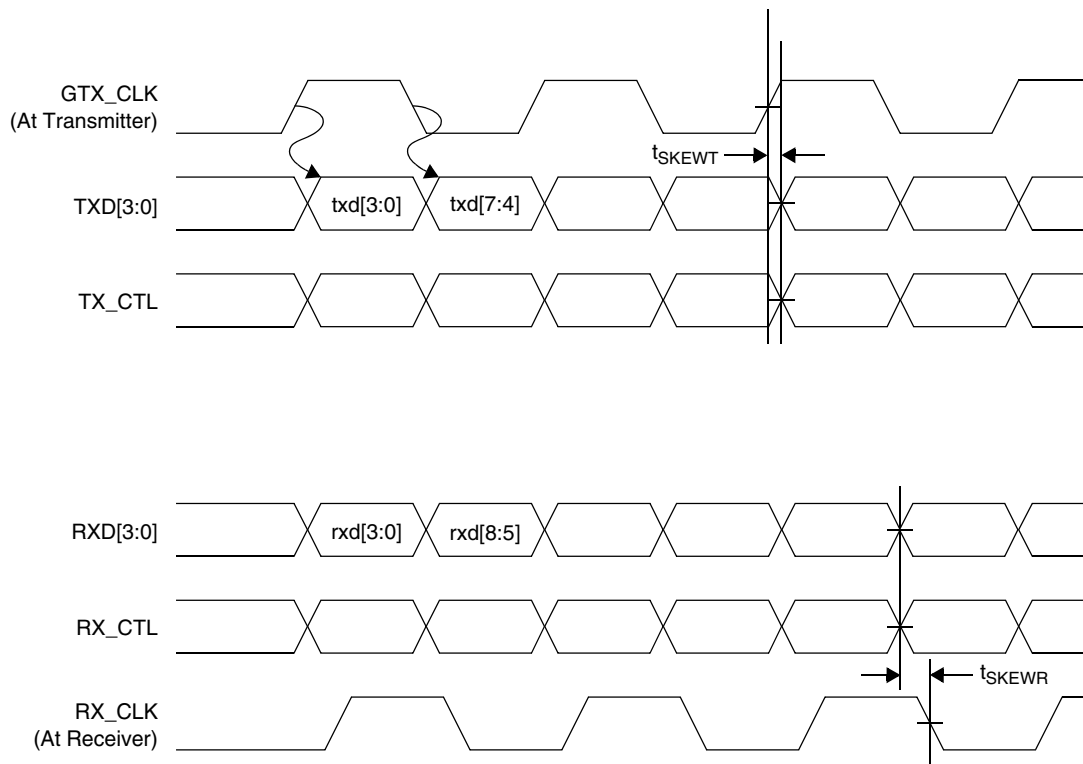 GTX_CLK
(At Transmitter)
tSKEWT
TXD[3:0]
txd[3:0]
txd[7:4]
TX_CTL
RXD[3:0]
rxd[3:0]
rxd[8:5]
RX_CTL
tSKEWR
RX_CLK
(At Receiver)